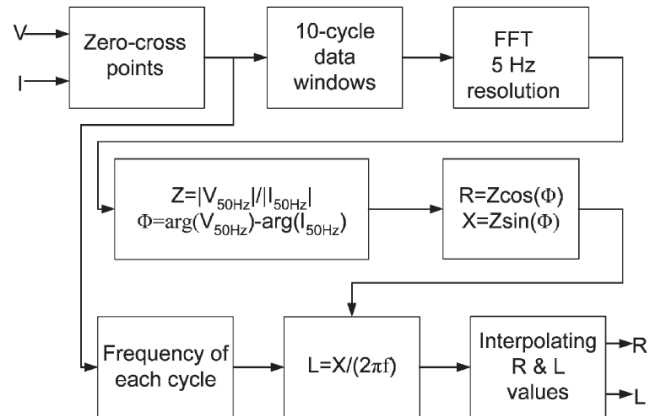 V
I
Zero-cross
points
10-cycle
data
windows
FFT
5 Hz
resolution
Z=|V50Hz|/|I50Hz|
Φ=arg(V50Hz)-arg(I50Hz)
R=Zcos(Φ)
X=Zsin(Φ)
Frequency of
each cycle
L=X/(2πf)
Interpolating
R & L
values
R
L